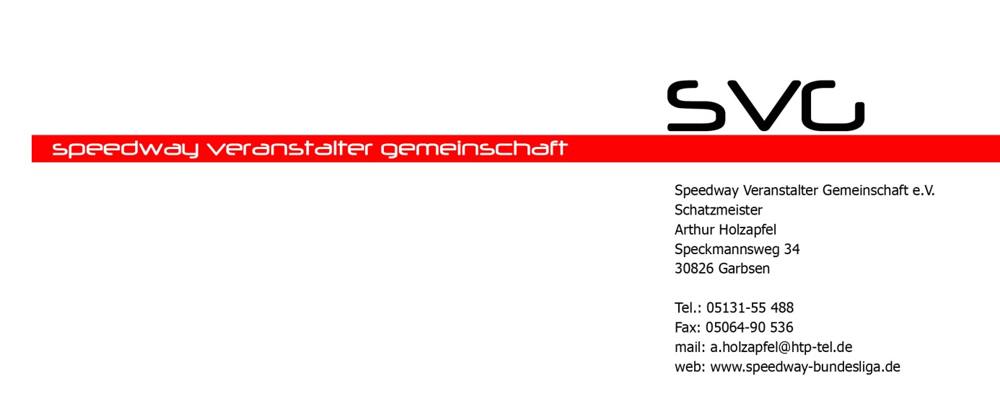 SVG
speedway veranstalter gemeinschaft
Speedway Veranstalter Gemeinschaft e.V.
Schatzmeister
Arthur Holzapfel
Speckmannsweg 34
30826 Garbsen
Tel.: 05131-55 488
Fax: 05064-90 536
mail: a.holzapfel@htp-tel.de
web: www.speedway-bundesliga.de